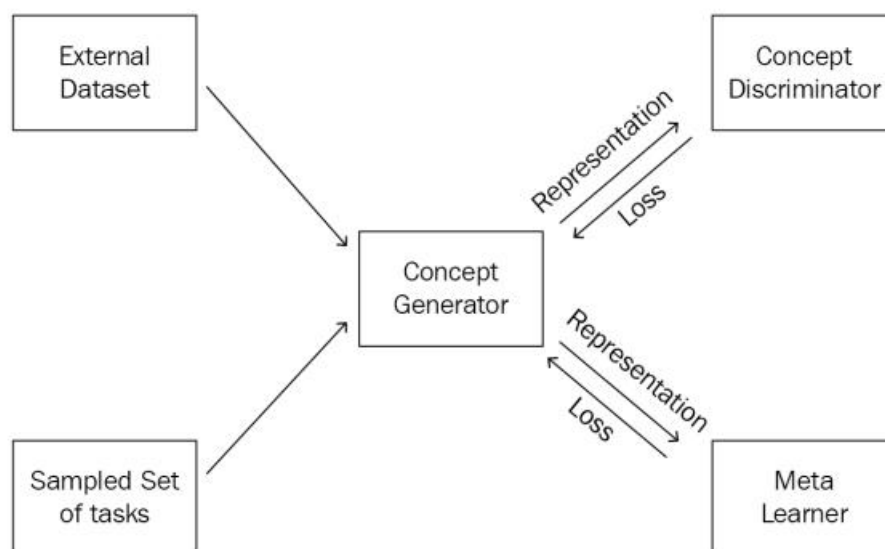 External
Dataset
Concept
Discriminator
Representation
Loss
Concept
Generator
Representation
Loss
Sampled Set
of tasks
Meta
Learner